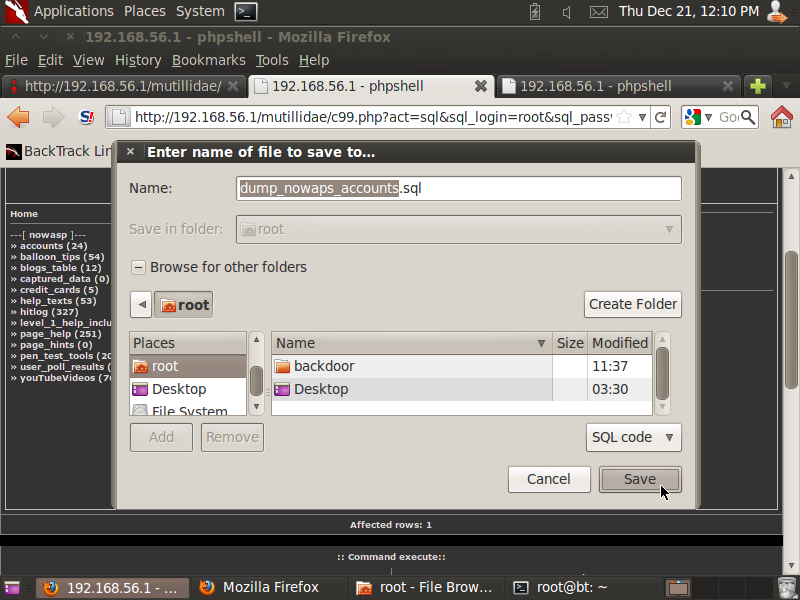 Applications Places System Thu Dec 21, 12:10 PM
192.168.56.1 - phpshell - Mozilla Firefox
File Edit View History Bookmarks Tools Help
http://192.168.56.1/mutillidae/ 192.168.56.1 - phpshell 192.168.56.1 - phpshell
http://192.168.56.1/mutillidae/c99.php?act=sql&sql_login=root&sql_pass
BackTrack Lin
Enter name of file to save to…
Name: dump_nowaps_accounts.sql
Save in folder: root
Browse for other folders
root Create Folder
Places Name Size Modified
root backdoor 11:37
Desktop Desktop 03:30
File System
Add Remove SQL code
Cancel Save
Home
---[ nowasp ]---
» accounts (24)
» balloon_tips (54)
» blogs_table (12)
» captured_data (0)
» credit_cards (5)
» help_texts (53)
» hitlog (327)
» level_1_help_inclu
» page_help (251)
» page_hints (0)
» pen_test_tools (20
» user_poll_results (
» youTubeVideos (7
Affected rows: 1
:: Command execute::
192.168.56.1 - ... Mozilla Firefox root - File Brow... root@bt: ~